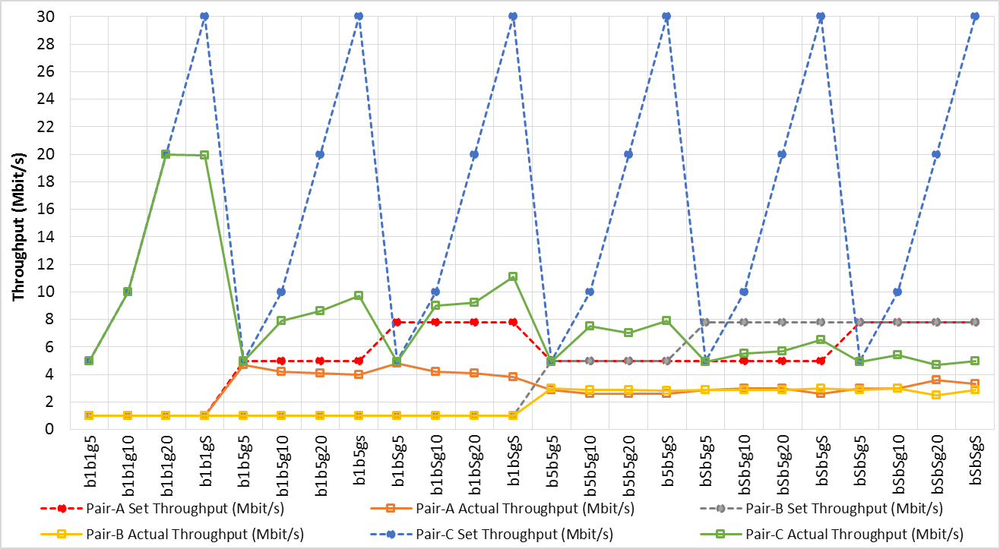 30
28
26
24
22
20
18
16
14
12
10
8
6
4
2
0
Throughput (Mbit/s)
b1b1g5
b1b1g10
b1b1g20
b1b1gS
b1b5g5
b1b5g10
b1b5g20
b1b5gs
b1bSg5
b1bSg10
b1bSg20
b1bSgS
b5b5g5
b5b5g10
b5b5g20
b5b5gS
bSb5g5
bSb5g10
bSb5g20
bSb5gS
bSbSg5
bSbSg10
bSbSg20
bSbSgS
Pair-A Set Throughput (Mbit/s) Pair-A Actual Throughput (Mbit/s) Pair-B Set Throughput (Mbit/s)
Pair-B Actual Throughput (Mbit/s) Pair-C Set Throughput (Mbit/s) Pair-C Actual Throughput (Mbit/s)